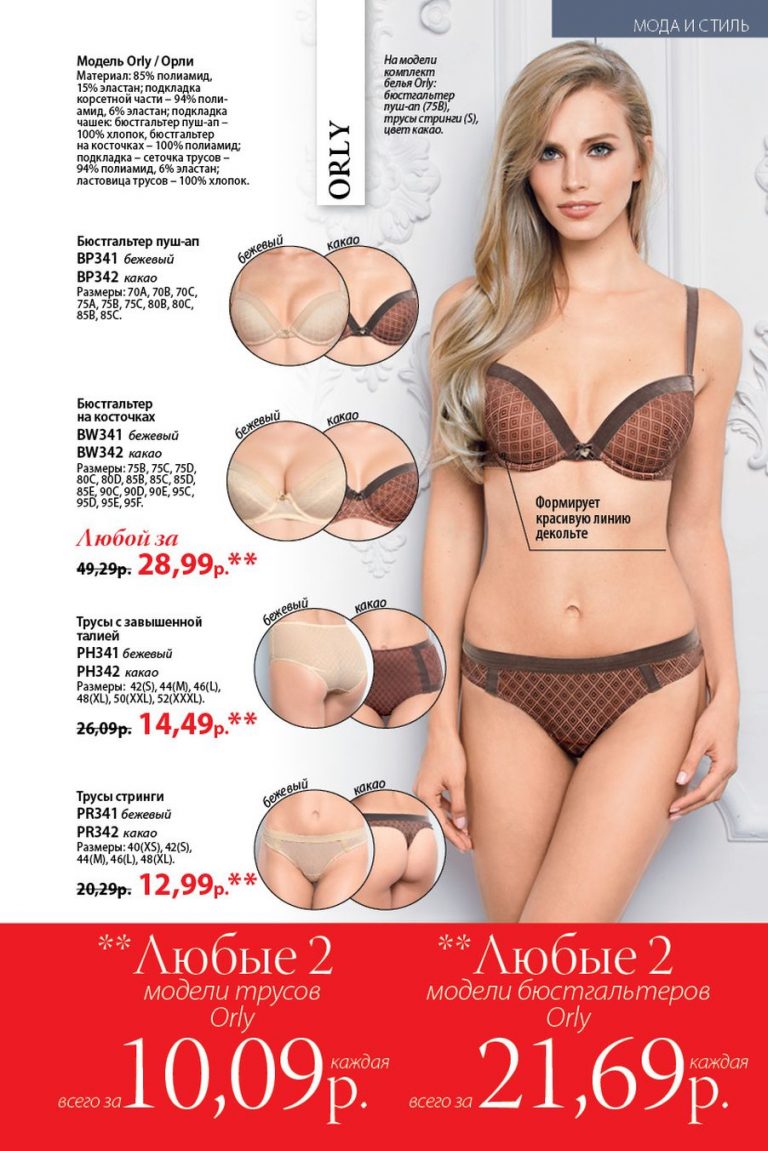 МОДА И СТИЛЬ
Модель Orly / Орли
Материал: 85% полиамид,
15% эластан; подкладка
корсетной части – 94% поли-
амид, 6% эластан; подкладка
чашек: бюстгальтер пуш-ап –
100% хлопок, бюстгальтер
на косточках – 100% полиамид;
подкладка – сеточка трусов –
94% полиамид, 6% эластан;
ластовица трусов – 100% хлопок.
ORLY
На модели
комплект
белья Orly:
бюстгальтер
пуш-ап (75В),
трусы стринги (S),
цвет какао.
Бюстгальтер пуш-ап
BP341 бежевый
BP342 какао
Размеры: 70A, 70B, 70C,
75A, 75B, 75C, 80B, 80C,
85B, 85C.
бежевый
какао
Бюстгальтер
на косточках
BW341 бежевый
BW342 какао
Размеры: 75B, 75C, 75D,
80C, 80D, 85B, 85C, 85D,
85E, 90C, 90D, 90E, 95C,
95D, 95E, 95F.
бежевый
какао
Любой за
49,29р. 28,99р.**
Формирует
красивую линию
декольте
Трусы с завышенной
талией
PH341 бежевый
PH342 какао
Размеры: 42(S), 44(M), 46(L),
48(XL), 50(XXL), 52(XXXL).
26,09р. 14,49р.**
бежевый
какао
Трусы стринги
PR341 бежевый
PR342 какао
Размеры: 40(XS), 42(S),
44(M), 46(L), 48(XL).
20,29р. 12,99р.**
бежевый
какао
**Любые 2
модели трусов
Orly
всего за 10,09р. каждая
**Любые 2
модели бюстгальтеров
Orly
всего за 21,69р. каждая